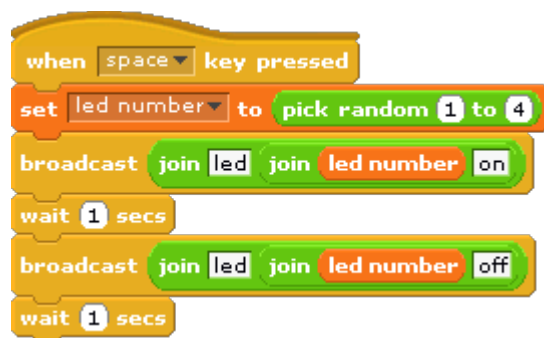 when space key pressed
set led number to pick random 1 to 4
broadcast join led join led number on
wait 1 secs
broadcast join led join led number off
wait 1 secs